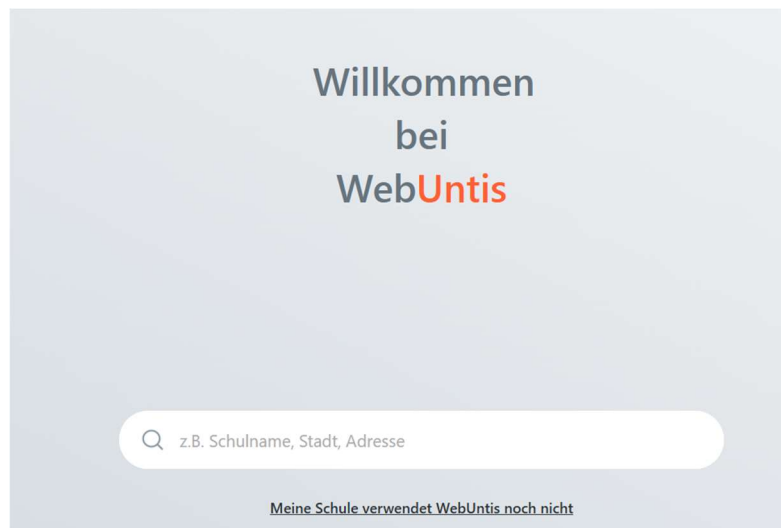 Willkommen
bei
WebUntis
z.B. Schulname, Stadt, Adresse
Meine Schule verwendet WebUntis noch nicht